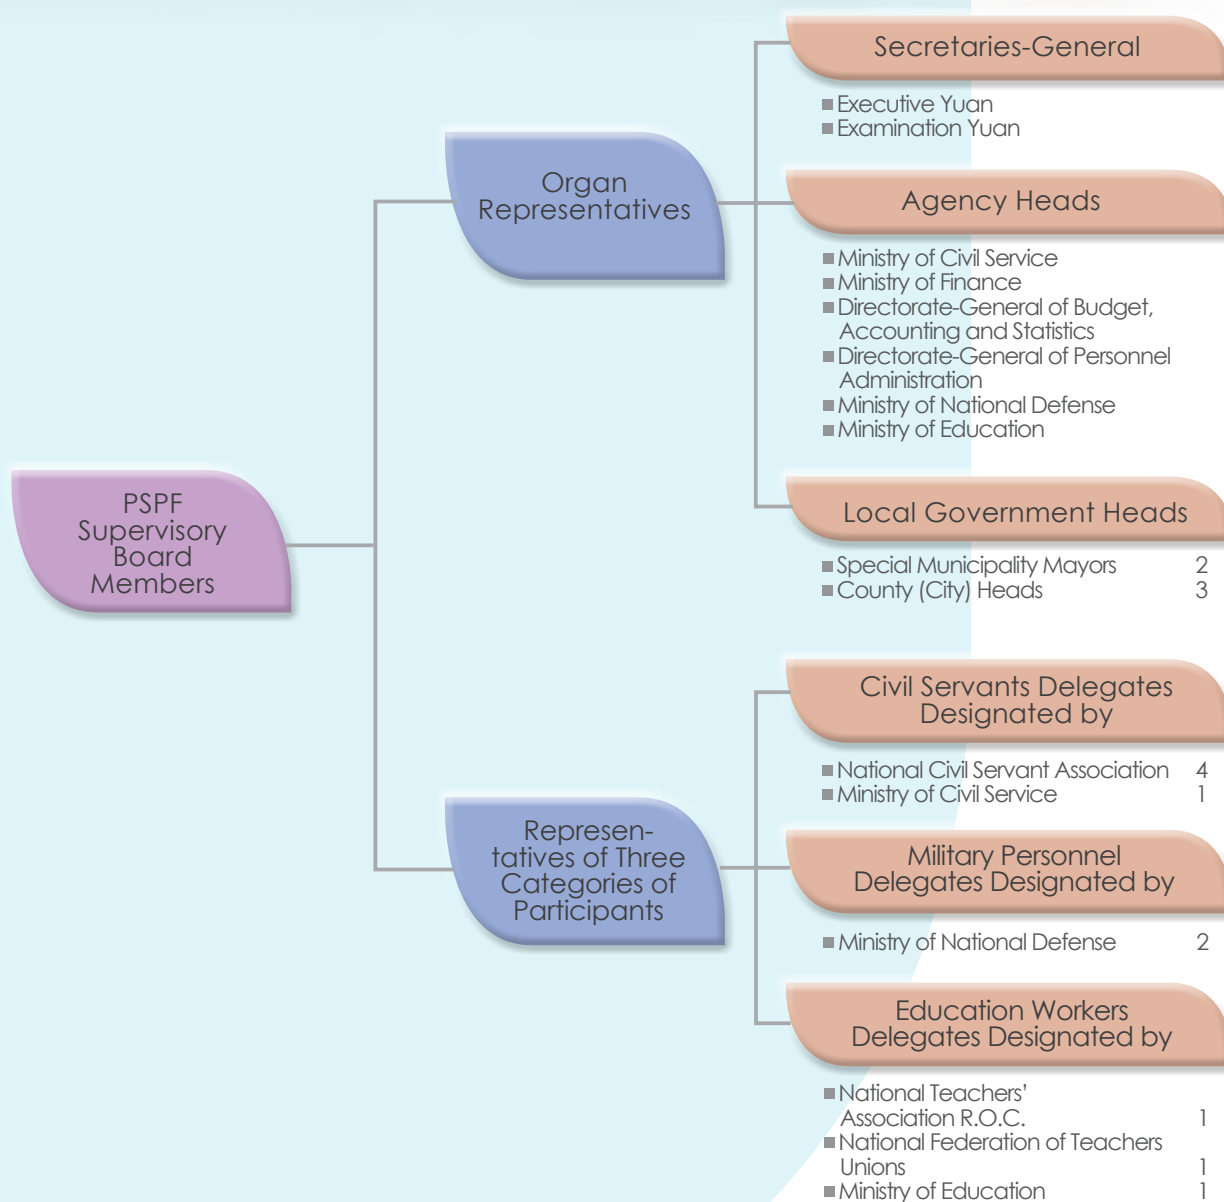 PSPF
Supervisory
Board
Members
Organ
Representatives
Secretaries-General
■ Executive Yuan
■ Examination Yuan
Agency Heads
■ Ministry of Civil Service
■ Ministry of Finance
■ Directorate-General of Budget,
Accounting and Statistics
■ Directorate-General of Personnel
Administration
■ Ministry of National Defense
■ Ministry of Education
Local Government Heads
■ Special Municipality Mayors 2
■ County (City) Heads 3
Represen-
tatives of Three
Categories of
Participants
Civil Servants Delegates
Designated by
■ National Civil Servant Association 4
■ Ministry of Civil Service 1
Military Personnel
Delegates Designated by
■ Ministry of National Defense 2
Education Workers
Delegates Designated by
■ National Teachers’
Association R.O.C. 1
■ National Federation of Teachers
Unions 1
■ Ministry of Education 1